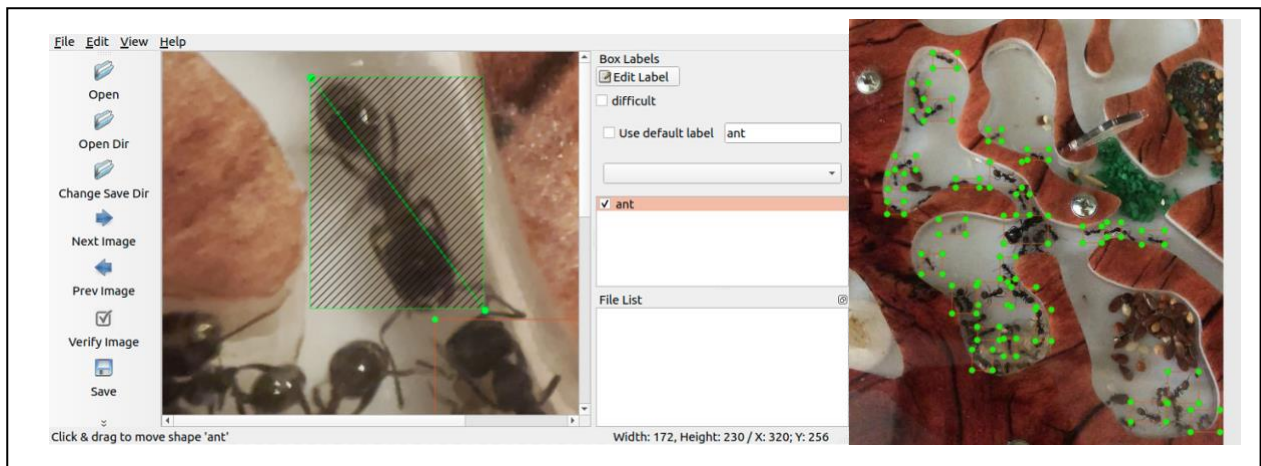 File Edit View Help
Open
Open Dir
Change Save Dir
Next Image
Prev Image
Verify Image
Save
Box Labels
Edit Label
difficult
Use default label ant
ant
File List
Click & drag to move shape 'ant'
Width: 172, Height: 230 / X: 320; Y: 256